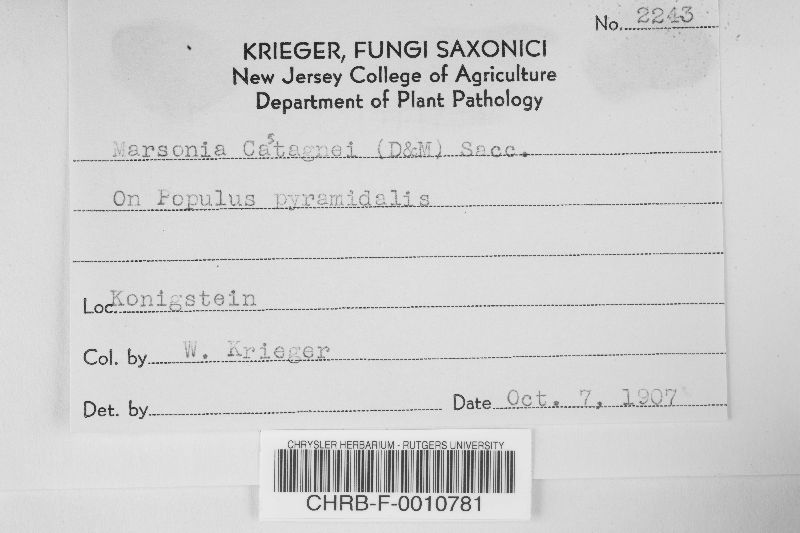 No. 2243
KRIEGER, FUNGI SAXONICI
New Jersey College of Agriculture
Department of Plant Pathology
Marsonia Castagnei (D&M) Sacc.
On Populus pyramidalis
Loc. Konigstein
Col. by W. Krieger
Det. by
Date Oct. 7, 1907
CHRYSLER HERBARIUM - RUTGERS UNIVERSITY
CHRB-F-0010781